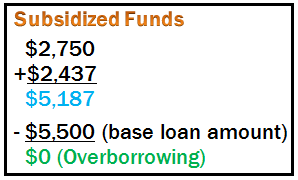 Subsidized Funds
$2,750
+$2,437
$5,187
- $5,500 (base loan amount)
$0 (Overborrowing)